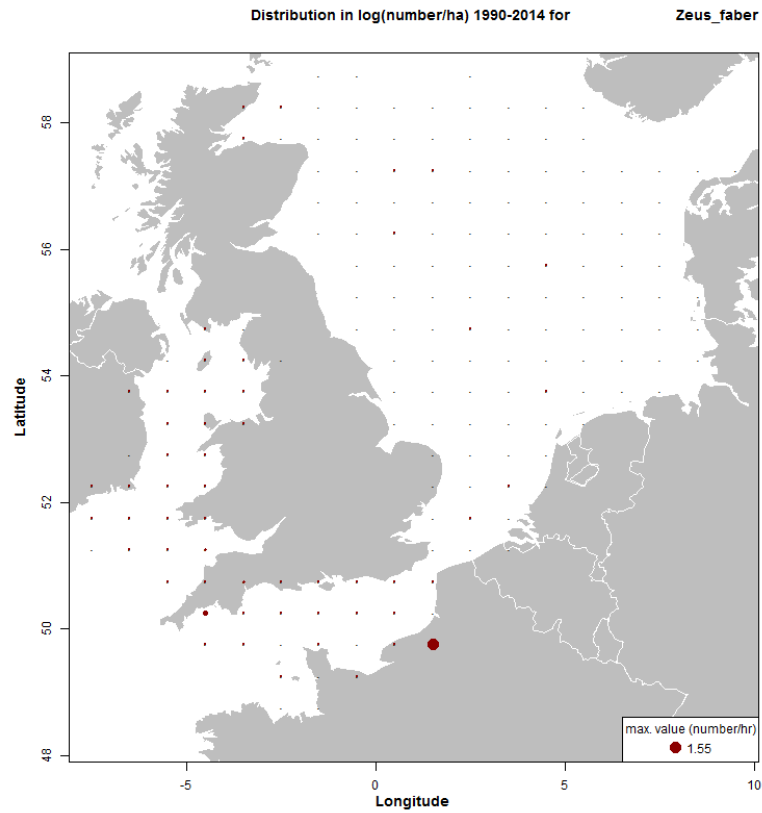 Distribution in log(number/ha) 1990-2014 for Zeus_faber
58
56
54
52
50
48
Latitude
max. value (number/hr)
1.55
-5 0 5 10
Longitude